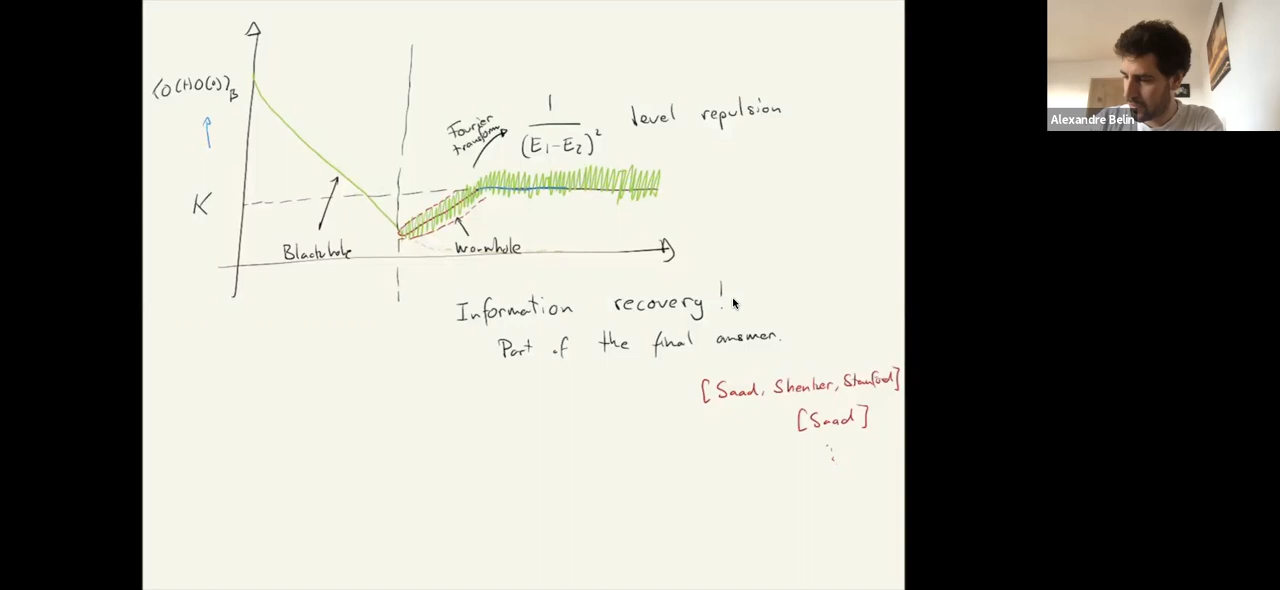 ⟨O(t)O(0)⟩β
K
Black hole
Fourier
transform
1
(E1-E2)²
level repulsion
wormhole
Information recovery!
Part of the final answer.
[Saad, Shenker, Stanford]
[Saad]
Alexandre Belin